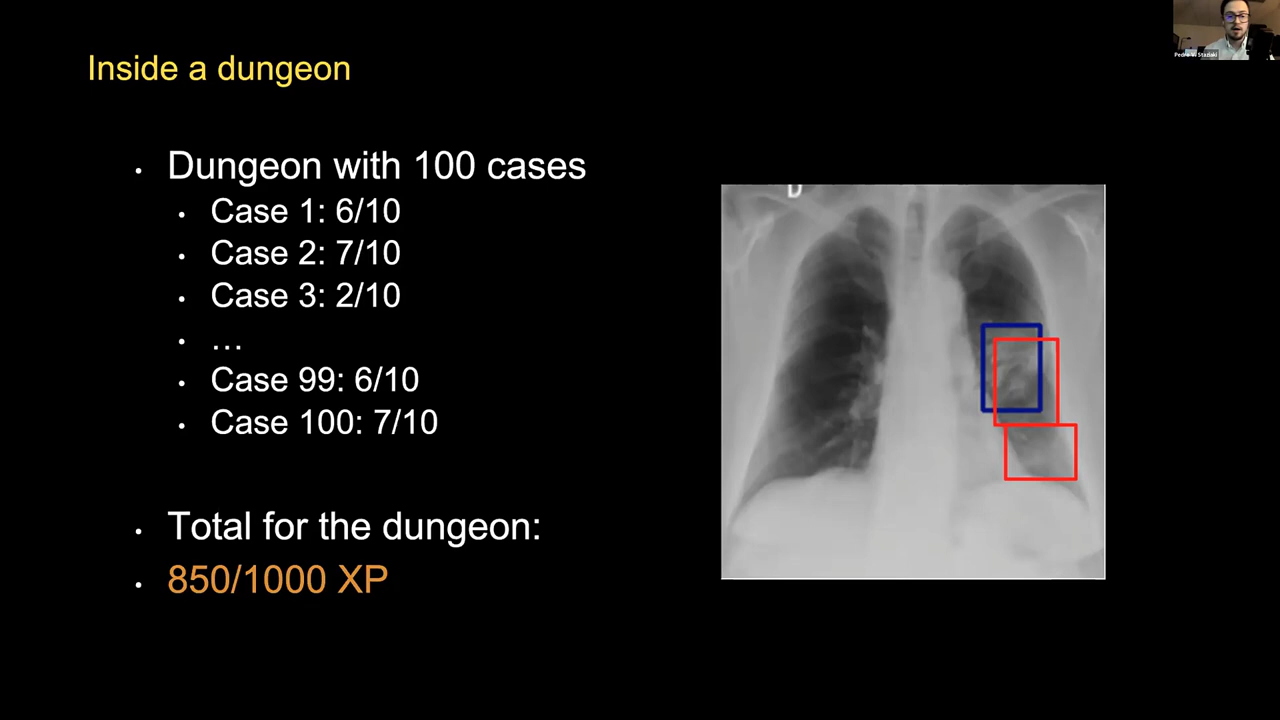 Inside a dungeon
Dungeon with 100 cases
Case 1: 6/10
Case 2: 7/10
Case 3: 2/10
…
Case 99: 6/10
Case 100: 7/10
Total for the dungeon:
850/1000 XP
D